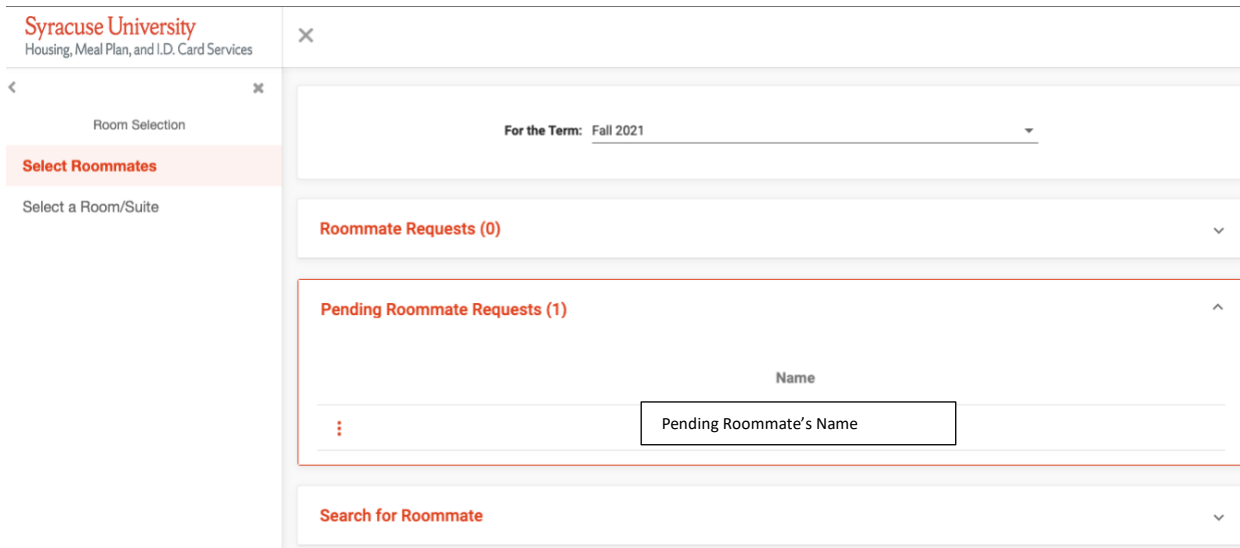 Syracuse University
Housing, Meal Plan, and I.D. Card Services
Room Selection
Select Roommates
Select a Room/Suite
For the Term: Fall 2021
Roommate Requests (0)
Pending Roommate Requests (1)
Name
Pending Roommate’s Name
Search for Roommate